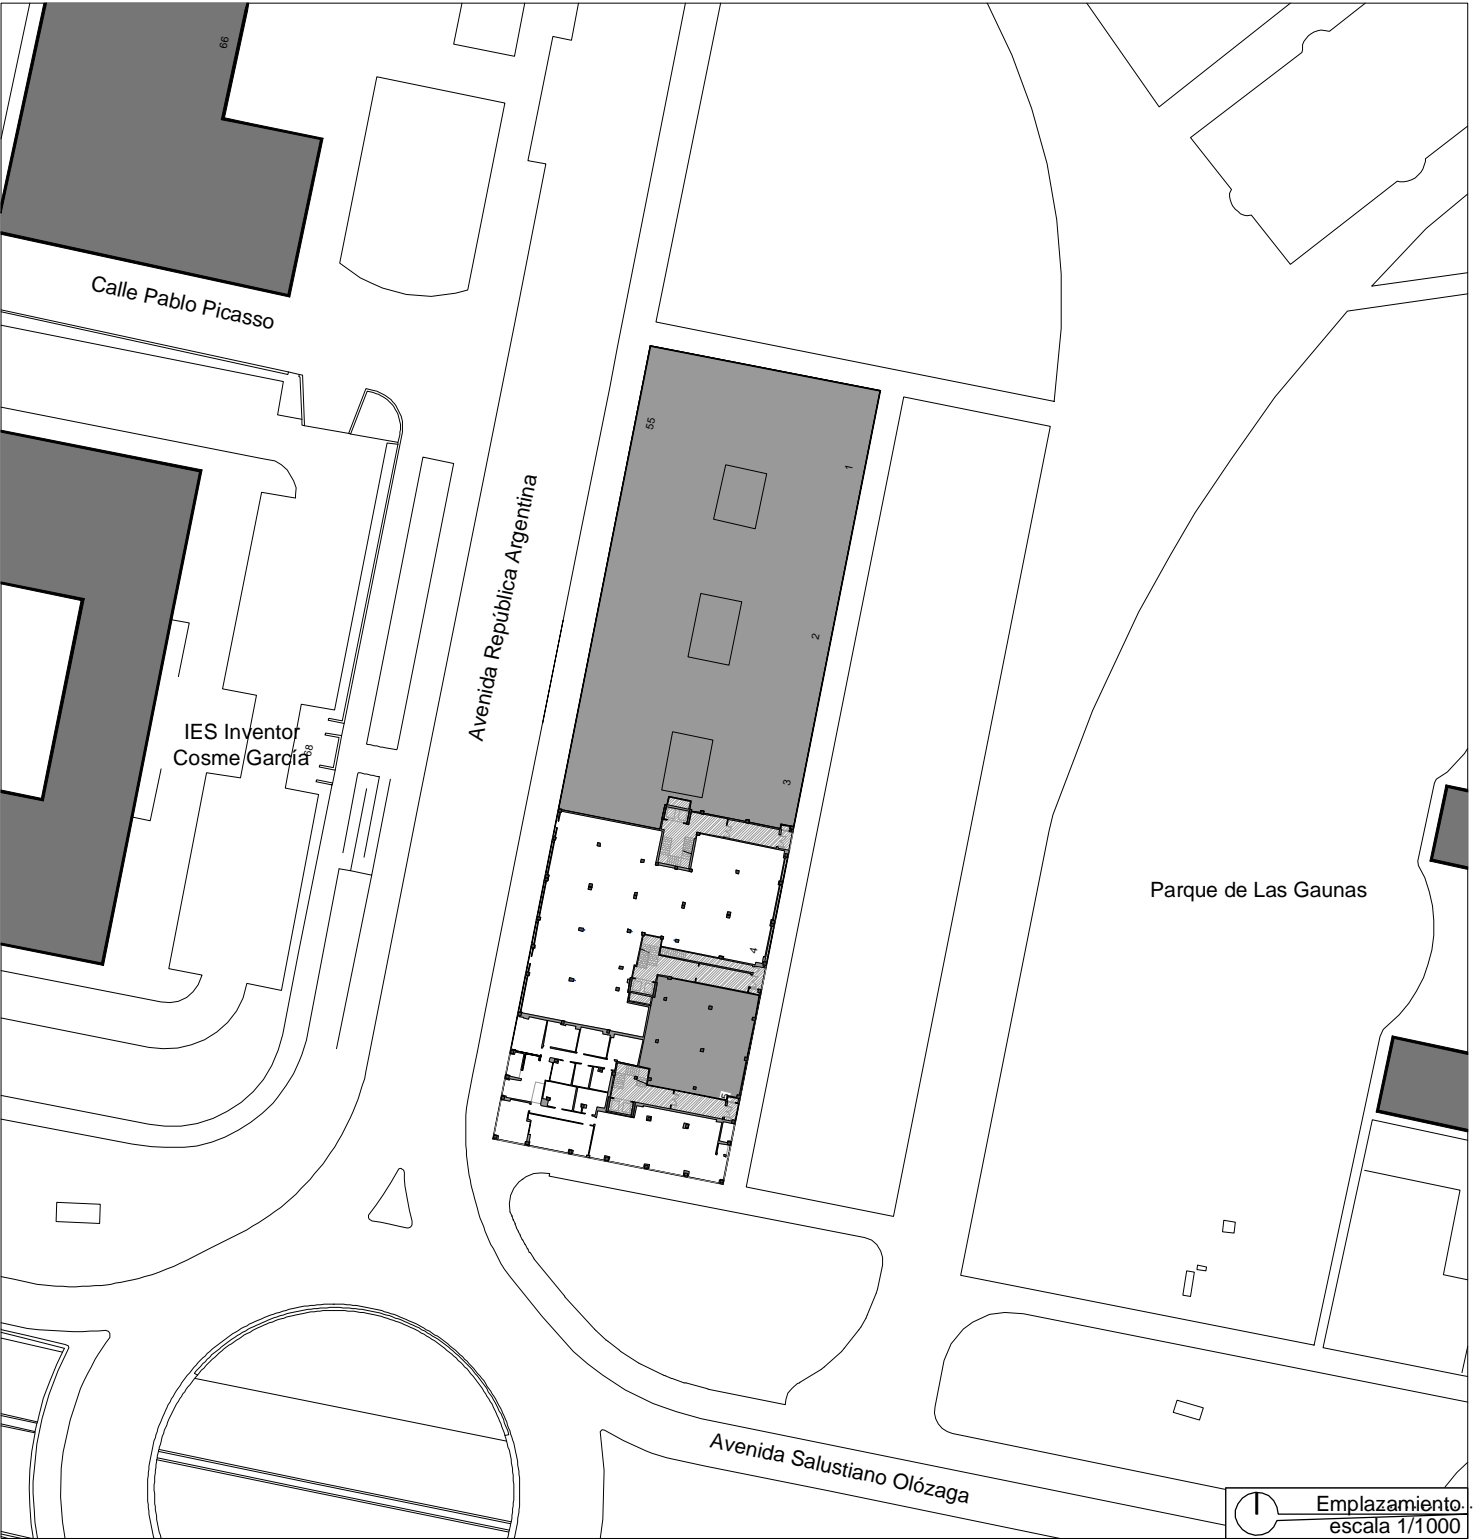 66
Calle Pablo Picasso
55
1
Avenida República Argentina
2
IES Inventor
Cosme García
68
3
Parque de Las Gaunas
4
5
Avenida Salustiano Olózaga
Emplazamiento
escala 1/1000